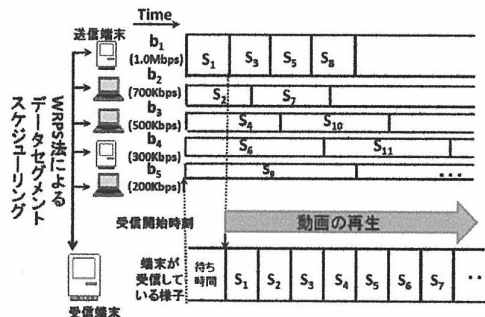 Time
送信端末
b1
(1.0Mbps)
S1 S3 S5 S8
b2
(700Kbps)
S2 S7
b3
(500Kbps)
S4 S10
b4
(300Kbps)
S6 S11
b5
(200Kbps)
S9 ・・・
WRPS法による
データセグメント
スケジューリング
受信開始時刻
動画の再生
端末が
受信して
いる様子
待ち
時間
S1 S2 S3 S4 S5 S6 S7 ・・
受信端末